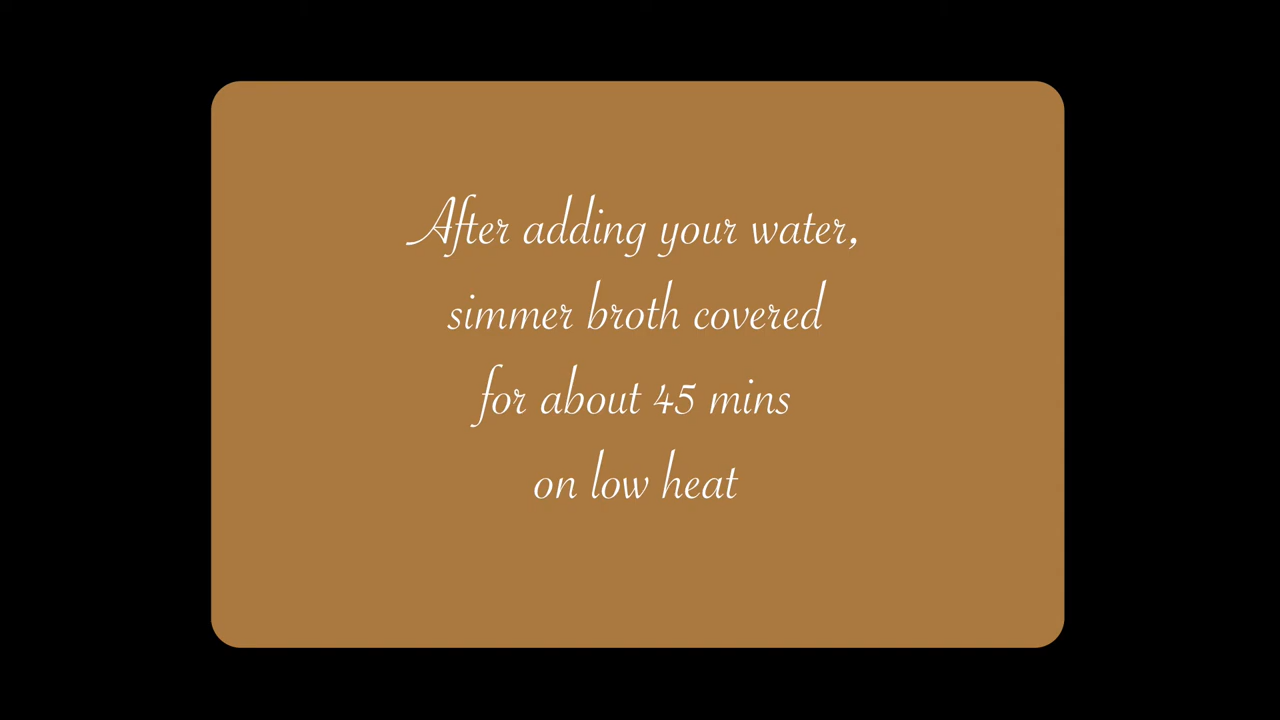 After adding your water,
simmer broth covered
for about 45 mins
on low heat